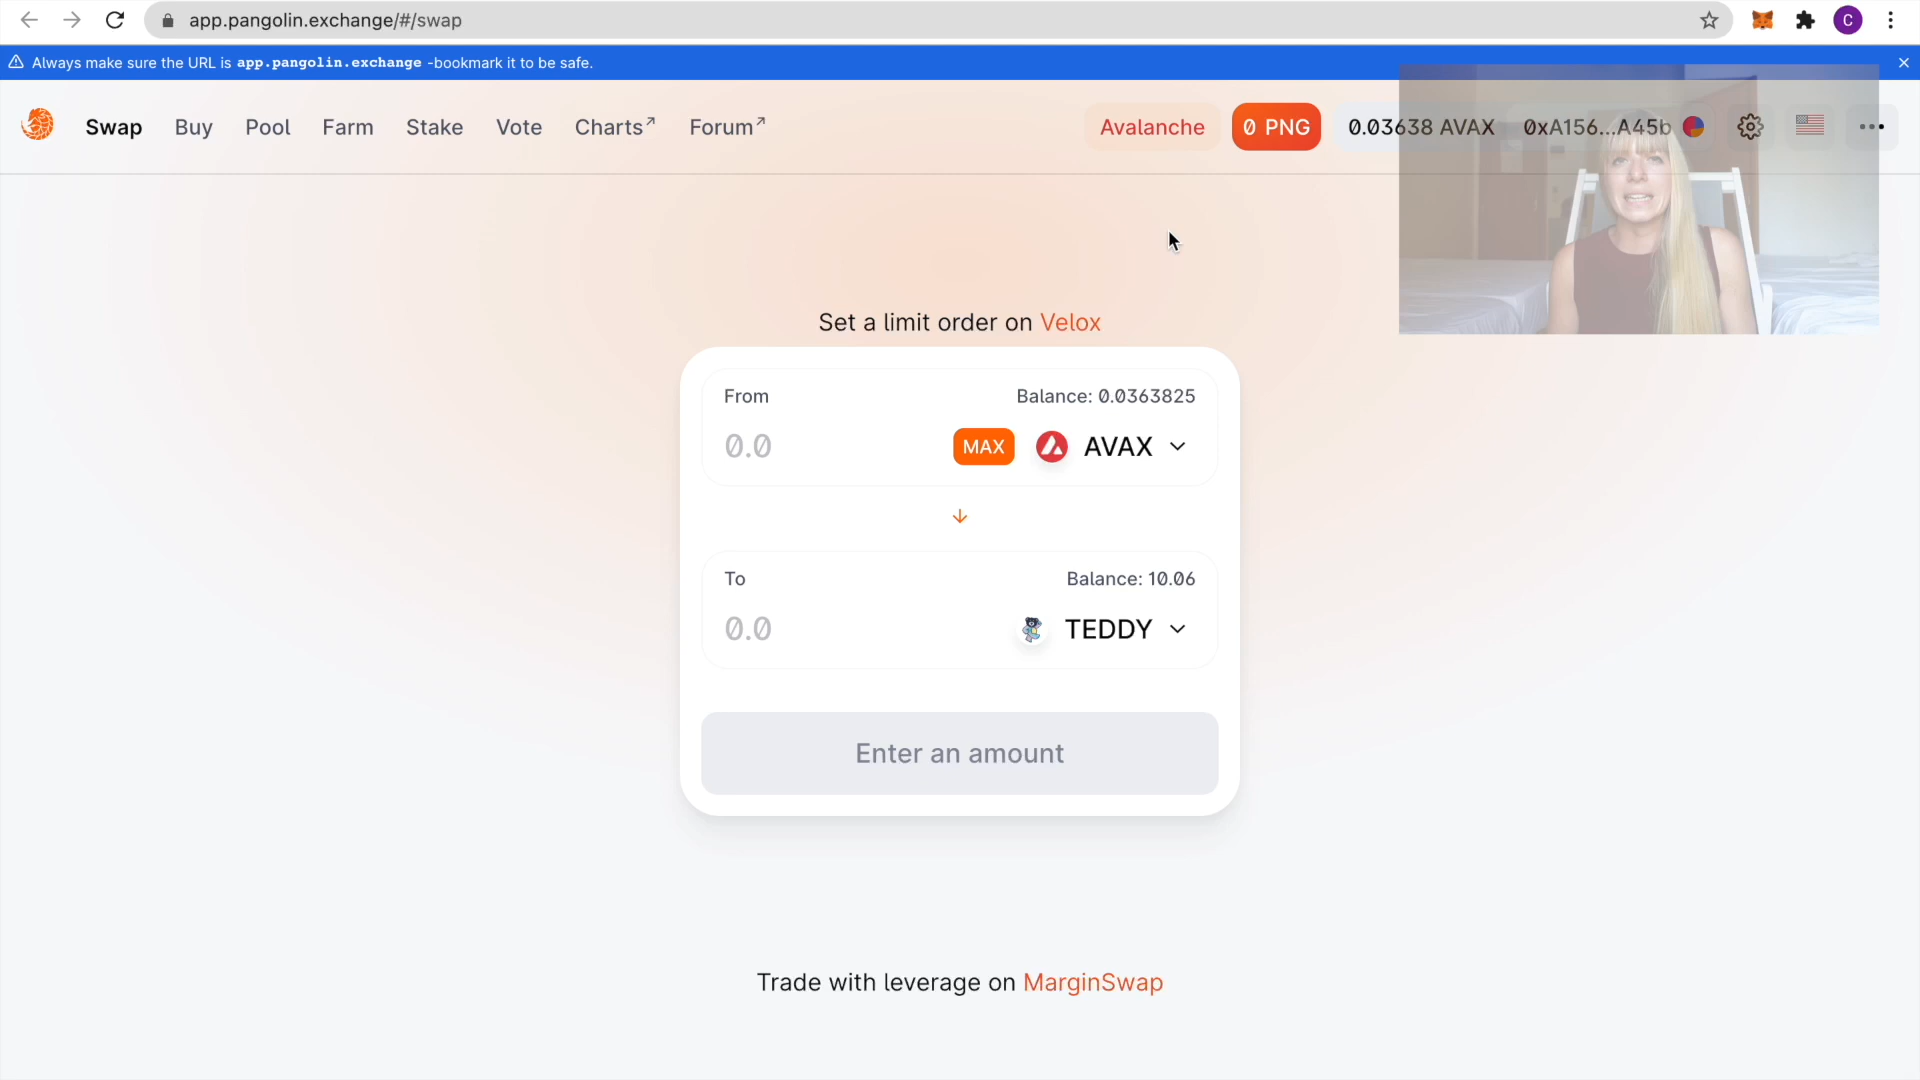 app.pangolin.exchange/#/swap
C
Always make sure the URL is app.pangolin.exchange -bookmark it to be safe.
Swap Buy Pool Farm Stake Vote Charts↗ Forum↗ Avalanche 0 PNG 0.03638 AVAX 0xA156...A45b
Set a limit order on Velox
From Balance: 0.0363825
0.0 MAX AVAX
To Balance: 10.06
0.0 TEDDY
Enter an amount
Trade with leverage on MarginSwap